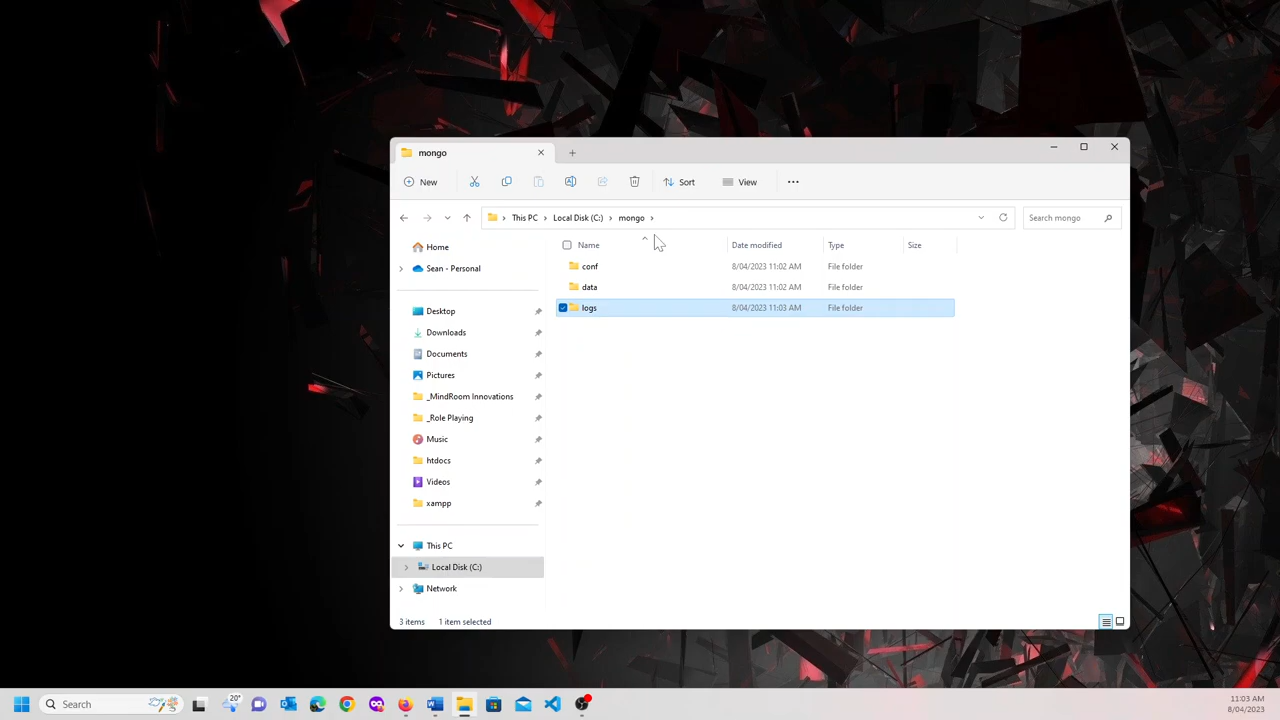 mongo
New
Sort
View
This PC
Local Disk (C:)
mongo
Search mongo
Home
Sean - Personal
Desktop
Downloads
Documents
Pictures
_MindRoom Innovations
_Role Playing
Music
htdocs
Videos
xampp
This PC
Local Disk (C:)
Network
Name Date modified Type Size
conf 8/04/2023 11:02 AM File folder
data 8/04/2023 11:02 AM File folder
logs 8/04/2023 11:03 AM File folder
3 items 1 item selected
Search
20°
11:03 AM
8/04/2023